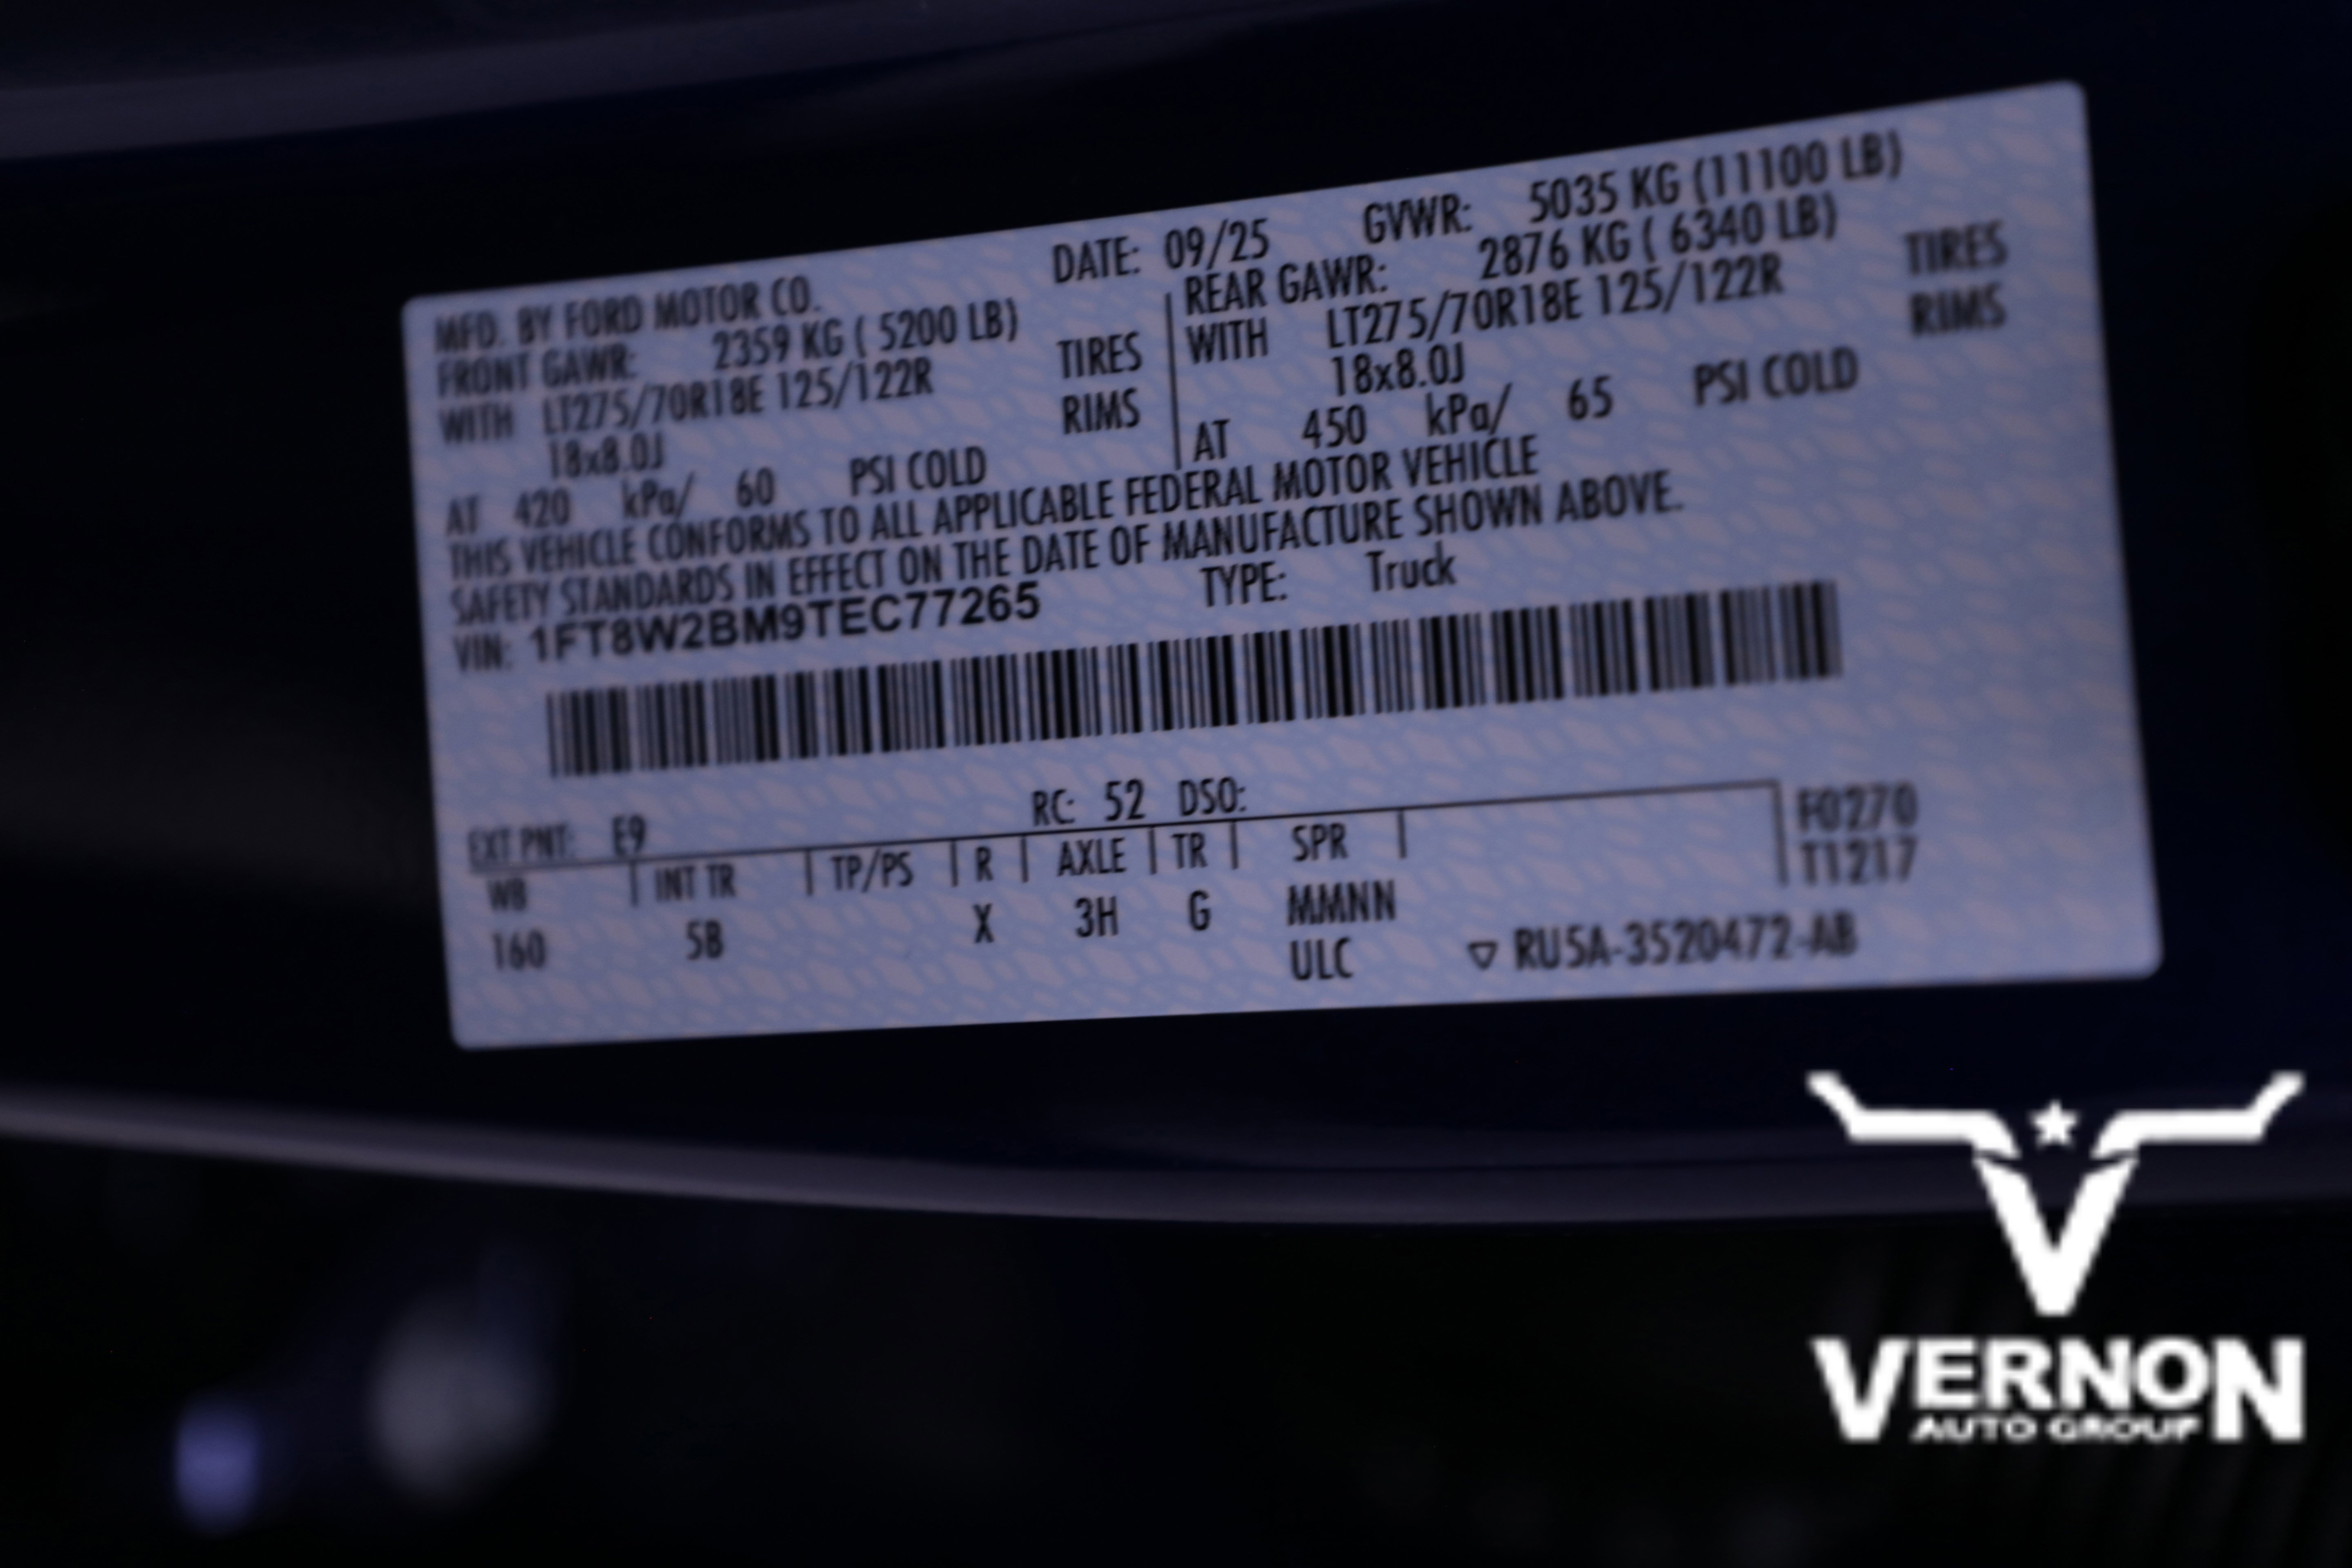 MFD. BY FORD MOTOR CO. DATE: 09/25 GVWR: 5035 KG (11100 LB)
FRONT GAWR: 2359 KG ( 5200 LB) REAR GAWR: 2876 KG ( 6340 LB)
WITH LT275/70R18E 125/122R TIRES WITH LT275/70R18E 125/122R TIRES
18x8.0J RIMS 18x8.0J RIMS
AT 420 kPa/ 60 PSI COLD AT 450 kPa/ 65 PSI COLD
THIS VEHICLE CONFORMS TO ALL APPLICABLE FEDERAL MOTOR VEHICLE
SAFETY STANDARDS IN EFFECT ON THE DATE OF MANUFACTURE SHOWN ABOVE.
VIN: 1FT8W2BM9TEC77265 TYPE: Truck
EXT PNT: E9 RC: 52 DSO: F0270
WB INT TR TP/PS R AXLE TR SPR T1217
160 5B X 3H G MMNN
ULC ▽ RU5A-3520472-AB
VERNON
AUTO GROUP